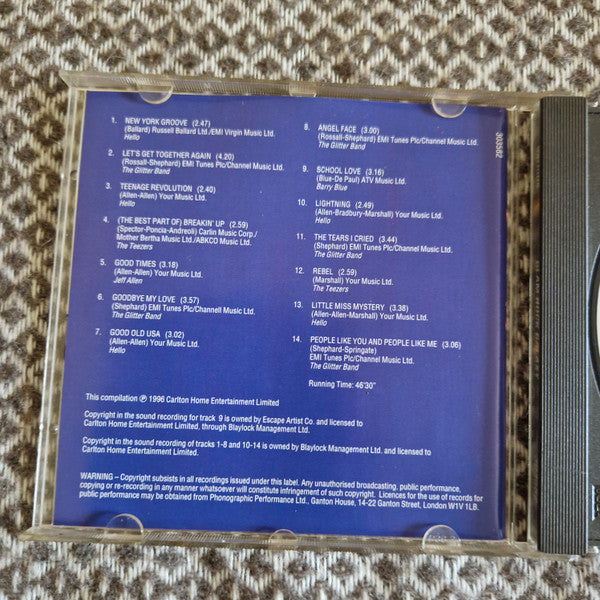 1. NEW YORK GROOVE (2.47)
(Ballard) Russell Ballard Ltd./EMI Virgin Music Ltd.
Hello
2. LET'S GET TOGETHER AGAIN (4.20)
(Rossall-Shephard) EMI Tunes Plc/Channel Music Ltd.
The Glitter Band
3. TEENAGE REVOLUTION (2.40)
(Allen-Allen) Your Music Ltd.
Hello
4. (THE BEST PART OF) BREAKIN' UP (2.59)
(Spector-Poncia-Andreoli) Carlin Music Corp./
Mother Bertha Music Ltd./ABKCO Music Ltd.
The Teezers
5. GOOD TIMES (3.18)
(Allen-Allen) Your Music Ltd.
Jeff Allen
6. GOODBYE MY LOVE (3.57)
(Shephard) EMI Tunes Plc/Channell Music Ltd.
The Glitter Band
7. GOOD OLD USA (3.02)
(Allen-Allen) Your Music Ltd.
Hello
8. ANGEL FACE (3.00)
(Rossall-Shephard) EMI Tunes Plc/Channel Music Ltd.
The Glitter Band
9. SCHOOL LOVE (3.16)
(Blue-De Paul) ATV Music Ltd.
Barry Blue
10. LIGHTNING (2.49)
(Allen-Bradbury-Marshall) Your Music Ltd.
Hello
11. THE TEARS I CRIED (3.44)
(Shephard) EMI Tunes Plc/Channel Music Ltd.
The Glitter Band
12. REBEL (2.59)
(Marshall) Your Music Ltd.
The Teezers
13. LITTLE MISS MYSTERY (3.38)
(Allen-Allen-Marshall) Your Music Ltd.
Hello
14. PEOPLE LIKE YOU AND PEOPLE LIKE ME (3.06)
(Shephard-Springate)
EMI Tunes Plc/Channel Music Ltd.
The Glitter Band
Running Time: 46'30"
This compilation ℗ 1996 Carlton Home Entertainment Limited
Copyright in the sound recording for track 9 is owned by Escape Artist Co. and licensed to
Carlton Home Entertainment Ltd, through Blaylock Management Ltd.
Copyright in the sound recording of tracks 1-8 and 10-14 is owned by Blaylock Management Ltd. and licensed to
Carlton Home Entertainment Ltd.
WARNING – Copyright subsists in all recordings issued under this label. Any unauthorised broadcasting, public performance,
copying or re-recording in any manner whatsoever will constitute infringement of such copyright. Licences for the use of records for
public performance may be obtained from Phonographic Performance Ltd., Ganton House, 14-22 Ganton Street, London W1V 1LB.
303582